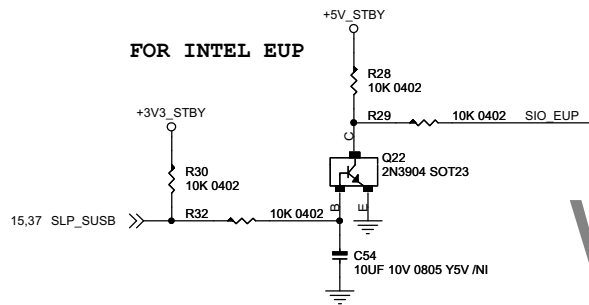 +5V_STBY
FOR INTEL EUP
R28
10K 0402
+3V3_STBY
R29 10K 0402 SIO_EUP
C
Q22
2N3904 SOT23
R30
10K 0402
B E
15,37 SLP_SUSB R32 10K 0402
C54
10UF 10V 0805 Y5V /NI